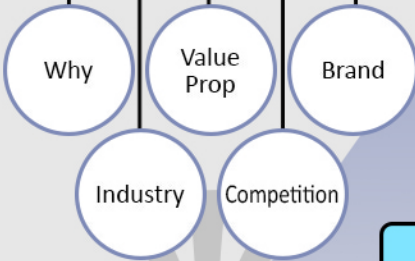 Why
Value
Prop
Brand
Industry
Competition